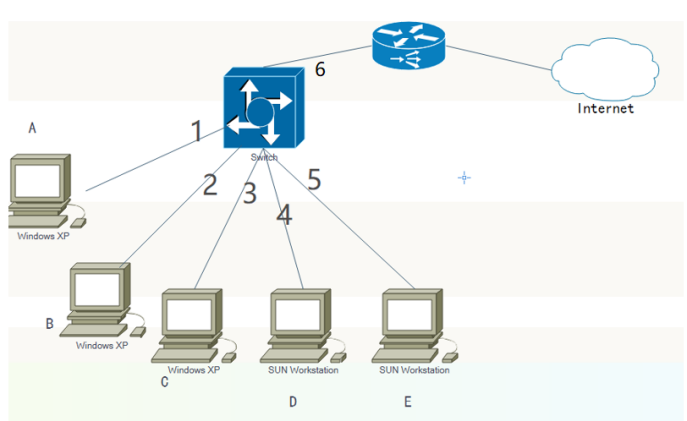 6
Internet
A
1
Switch
2
3
5
4
Windows XP
B
Windows XP
Windows XP
SUN Workstation
SUN Workstation
C
D
E